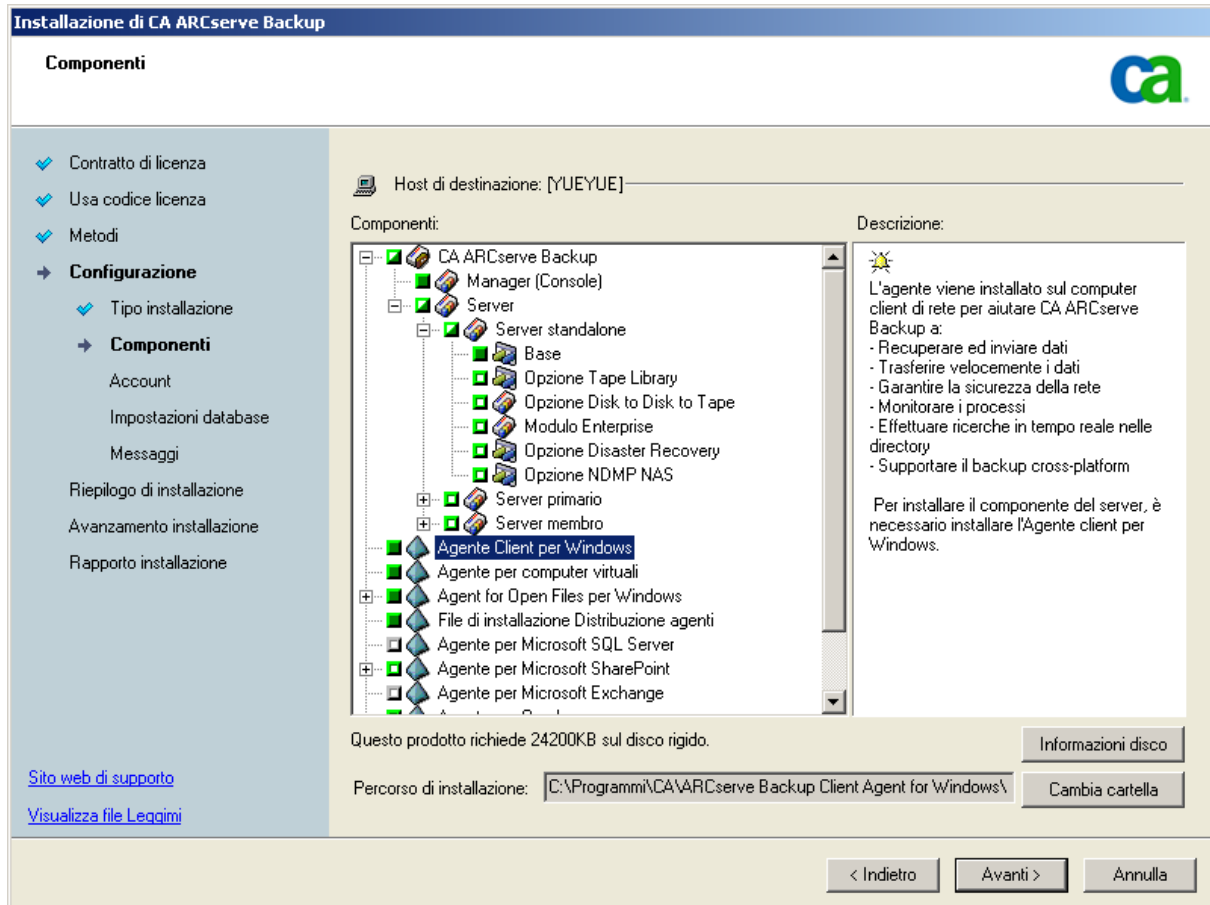 Installazione di CA ARCserve Backup
Componenti
ca
Contratto di licenza
Usa codice licenza
Metodi
Configurazione
Tipo installazione
Componenti
Account
Impostazioni database
Messaggi
Riepilogo di installazione
Avanzamento installazione
Rapporto installazione
Sito web di supporto
Visualizza file Leggimi
Host di destinazione: [YUEYUE]
Componenti:
CA ARCserve Backup
Manager (Console)
Server
Server standalone
Base
Opzione Tape Library
Opzione Disk to Disk to Tape
Modulo Enterprise
Opzione Disaster Recovery
Opzione NDMP NAS
Server primario
Server membro
Agente Client per Windows
Agente per computer virtuali
Agent for Open Files per Windows
File di installazione Distribuzione agenti
Agente per Microsoft SQL Server
Agente per Microsoft SharePoint
Agente per Microsoft Exchange
Descrizione:
L'agente viene installato sul computer
client di rete per aiutare CA ARCserve
Backup a:
- Recuperare ed inviare dati
- Trasferire velocemente i dati
- Garantire la sicurezza della rete
- Monitorare i processi
- Effettuare ricerche in tempo reale nelle
directory
- Supportare il backup cross-platform
Per installare il componente del server, è
necessario installare l'Agente client per
Windows.
Questo prodotto richiede 24200KB sul disco rigido.
Informazioni disco
Percorso di installazione:
C:\Programmi\CA\ARCserve Backup Client Agent for Windows\
Cambia cartella
< Indietro
Avanti >
Annulla